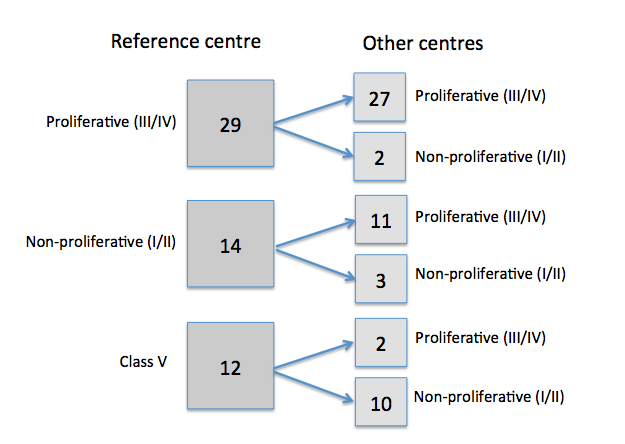 Reference centre
Other centres
Proliferative (III/IV)
29
27
Proliferative (III/IV)
2
Non-proliferative (I/II)
Non-proliferative (I/II)
14
11
Proliferative (III/IV)
3
Non-proliferative (I/II)
Class V
12
2
Proliferative (III/IV)
10
Non-proliferative (I/II)